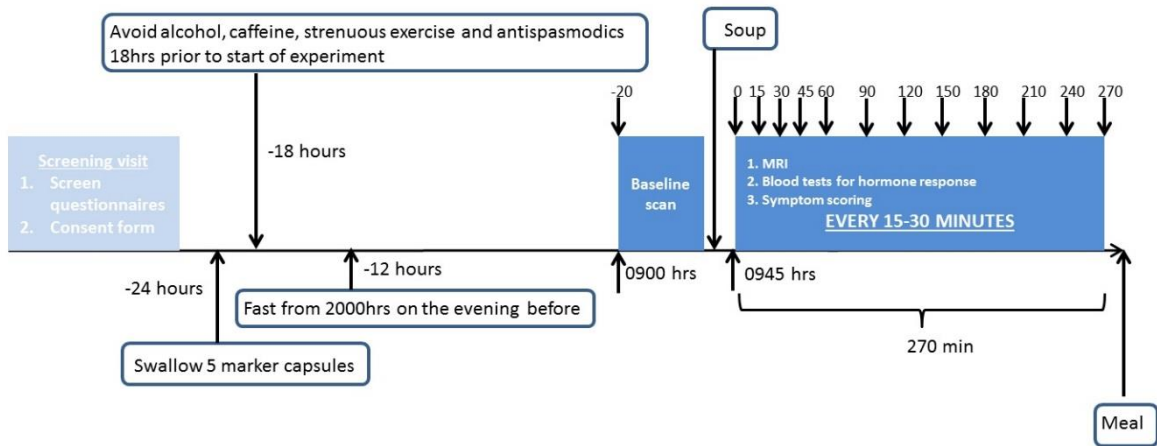 Avoid alcohol, caffeine, strenuous exercise and antispasmodics
18hrs prior to start of experiment
Soup
-20
0 15 30 45 60 90 120 150 180 210 240 270
-18 hours
Screening visit
1. Screen
questionnaires
2. Consent form
Baseline
scan
1. MRI
2. Blood tests for hormone response
3. Symptom scoring
EVERY 15-30 MINUTES
-24 hours
-12 hours
0900 hrs
0945 hrs
Fast from 2000hrs on the evening before
270 min
Swallow 5 marker capsules
Meal